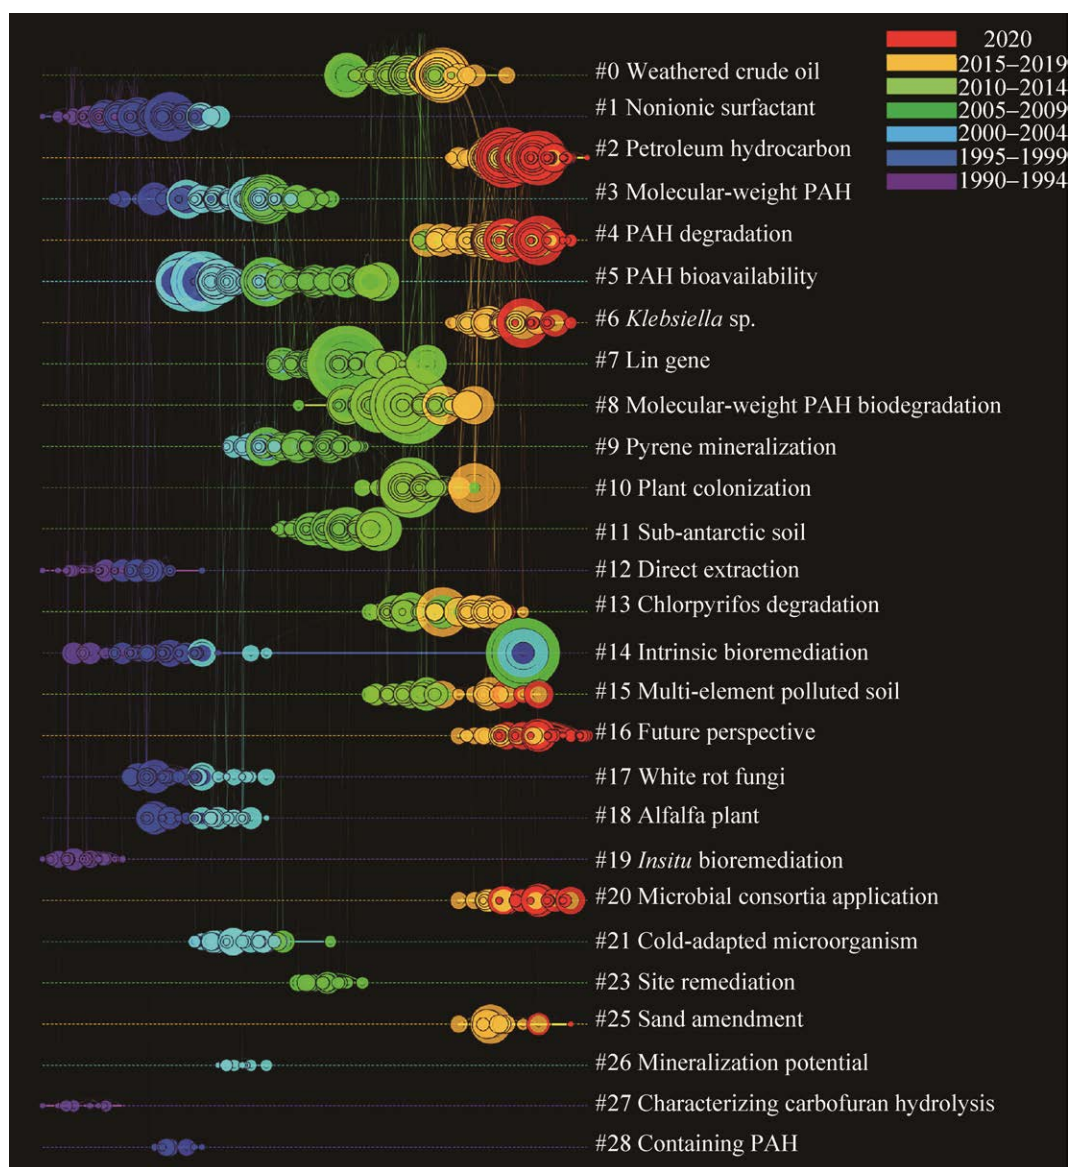 2020
#0 Weathered crude oil
2015–2019
2010–2014
#1 Nonionic surfactant
2005–2009
2000–2004
#2 Petroleum hydrocarbon
1995–1999
1990–1994
#3 Molecular-weight PAH
#4 PAH degradation
#5 PAH bioavailability
#6 Klebsiella sp.
#7 Lin gene
#8 Molecular-weight PAH biodegradation
#9 Pyrene mineralization
#10 Plant colonization
#11 Sub-antarctic soil
#12 Direct extraction
#13 Chlorpyrifos degradation
#14 Intrinsic bioremediation
#15 Multi-element polluted soil
#16 Future perspective
#17 White rot fungi
#18 Alfalfa plant
#19 Insitu bioremediation
#20 Microbial consortia application
#21 Cold-adapted microorganism
#23 Site remediation
#25 Sand amendment
#26 Mineralization potential
#27 Characterizing carbofuran hydrolysis
#28 Containing PAH